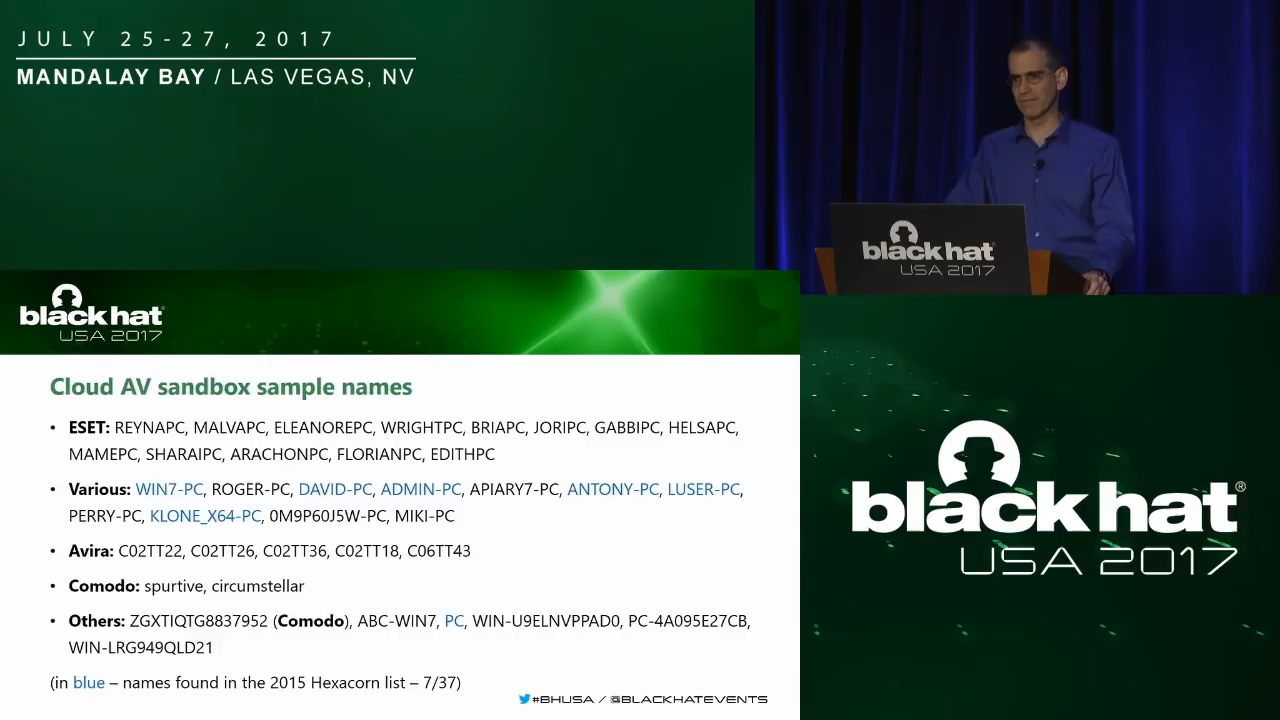 JULY 25-27, 2017
MANDALAY BAY / LAS VEGAS, NV
black hat
USA 2017
black hat
USA 2017
Cloud AV sandbox sample names
• ESET: REYNAPC, MALVAPC, ELEANOREPC, WRIGHTPC, BRIAPC, JORIPC, GABBIPC, HELSAPC,
MAMEPC, SHARAIPC, ARACHONPC, FLORIANPC, EDITHPC
• Various: WIN7-PC, ROGER-PC, DAVID-PC, ADMIN-PC, APIARY7-PC, ANTONY-PC, LUSER-PC,
PERRY-PC, KLONE_X64-PC, 0M9P60J5W-PC, MIKI-PC
• Avira: C02TT22, C02TT26, C02TT36, C02TT18, C06TT43
• Comodo: spurtive, circumstellar
• Others: ZGXTIQTG8837952 (Comodo), ABC-WIN7, PC, WIN-U9ELNVPPAD0, PC-4A095E27CB,
WIN-LRG949QLD21
(in blue – names found in the 2015 Hexacorn list – 7/37)
#BHUSA / @BLACKHATEVENTS
black hat®
USA 2017